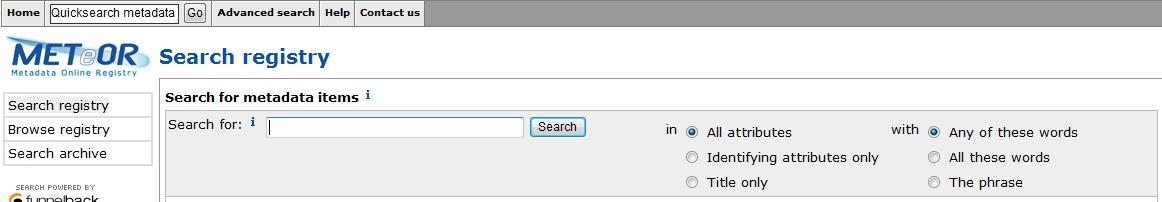 Home Quicksearch metadata Go Advanced search Help Contact us
METeOR
Metadata Online Registry
Search registry
Search for metadata items i
Search registry
Browse registry
Search archive
Search for: i Search in All attributes with Any of these words
Identifying attributes only All these words
Title only The phrase
SEARCH POWERED BY
funnelback